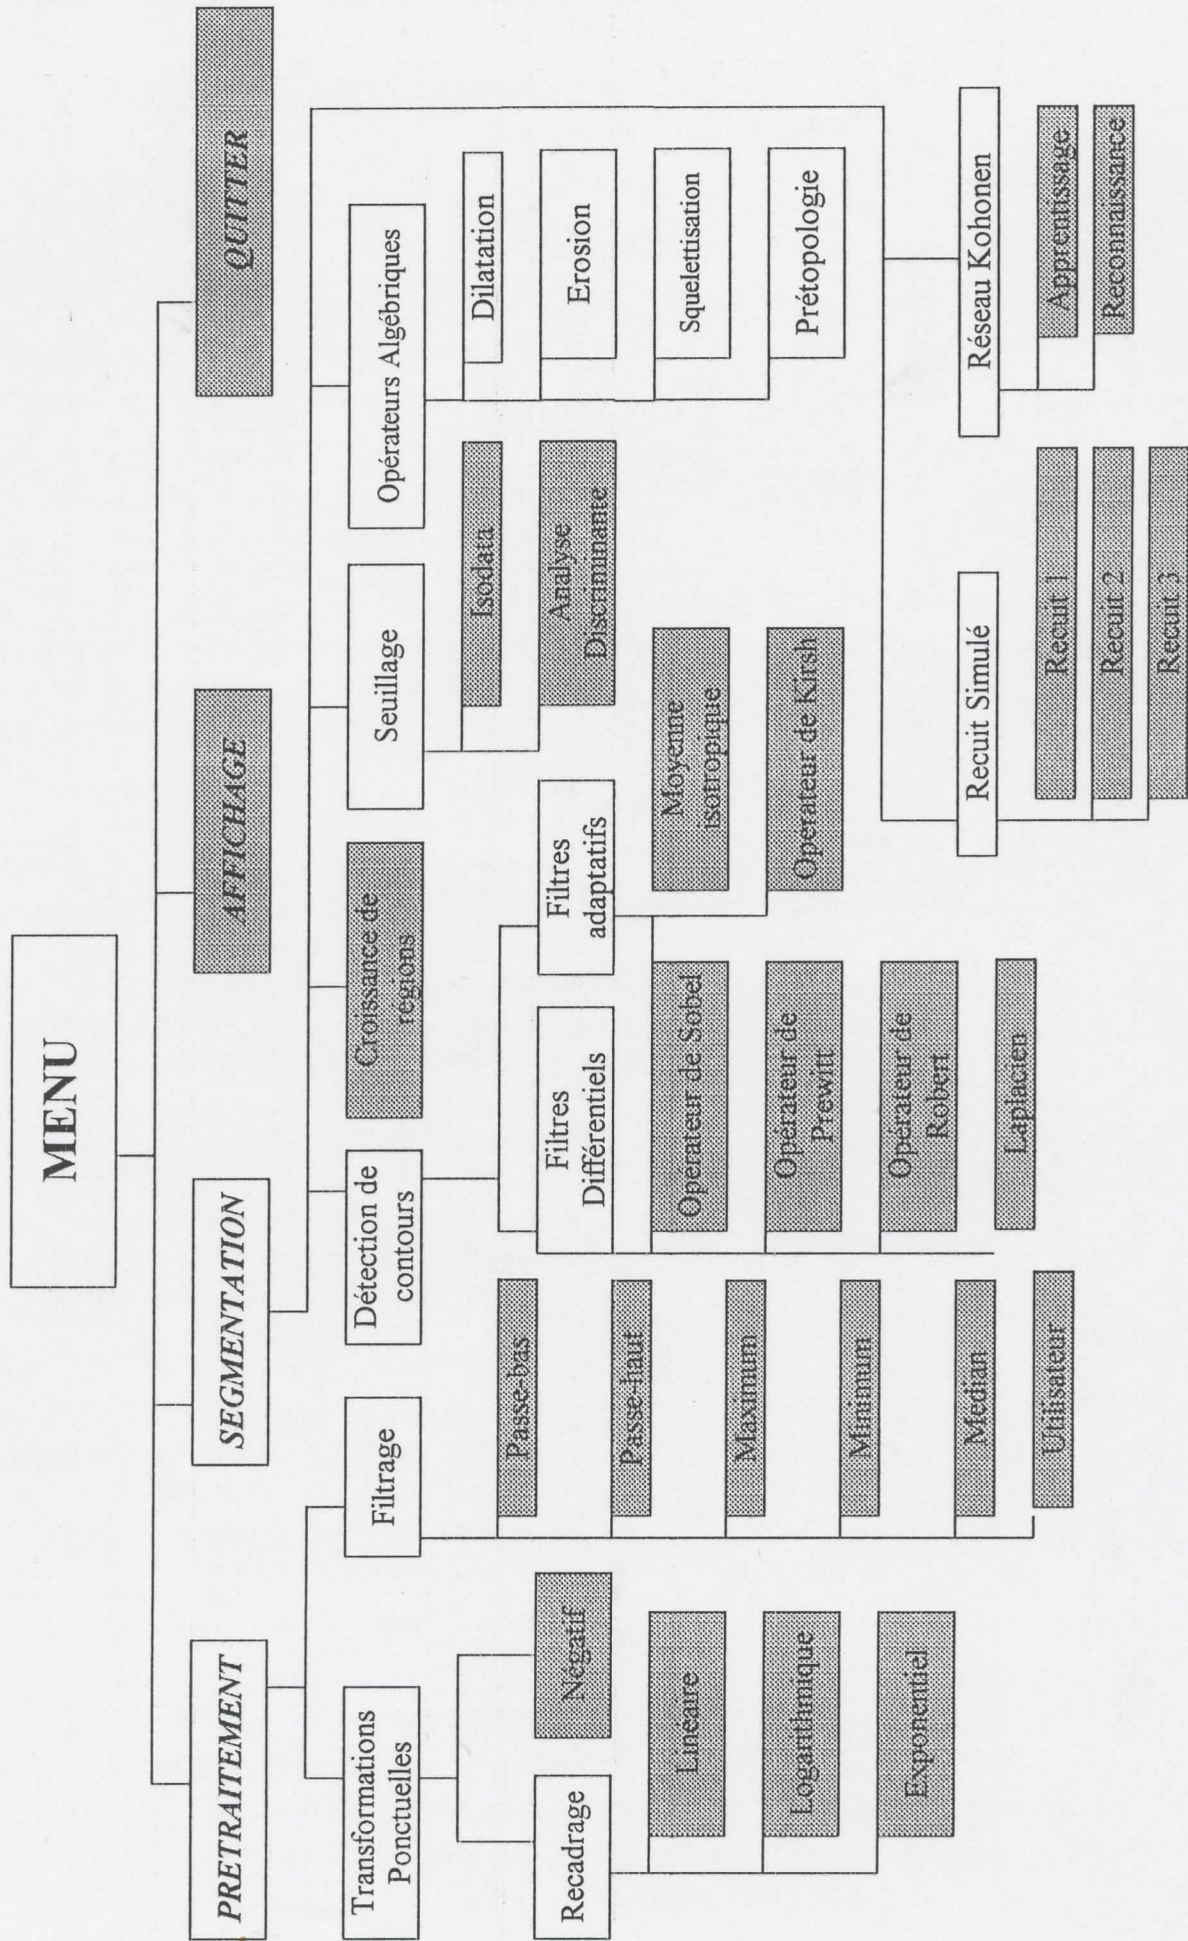 MENU
PRETRAITEMENT
SEGMENTATION
AFFICHAGE
QUITTER
Transformations
Ponctuelles
Filtrage
Détection de
contours
Croissance de
régions
Seuillage
Opérateurs Algébriques
Recadrage
Négatif
Linéaire
Logarithmique
Exponentiel
Passe-bas
Passe-haut
Maximum
Minimum
Médian
Utilisateur
Filtres
Différentiels
Filtres
adaptatifs
Opérateur de Sobel
Opérateur de
Prewitt
Opérateur de
Robert
Laplacien
Moyenne
isotropique
Opérateur de Kirsh
Isodata
Analyse
Discriminante
Dilatation
Erosion
Squelettisation
Prétopologie
Recuit Simulé
Recuit 1
Recuit 2
Recuit 3
Réseau Kohonen
Apprentissage
Reconnaissance